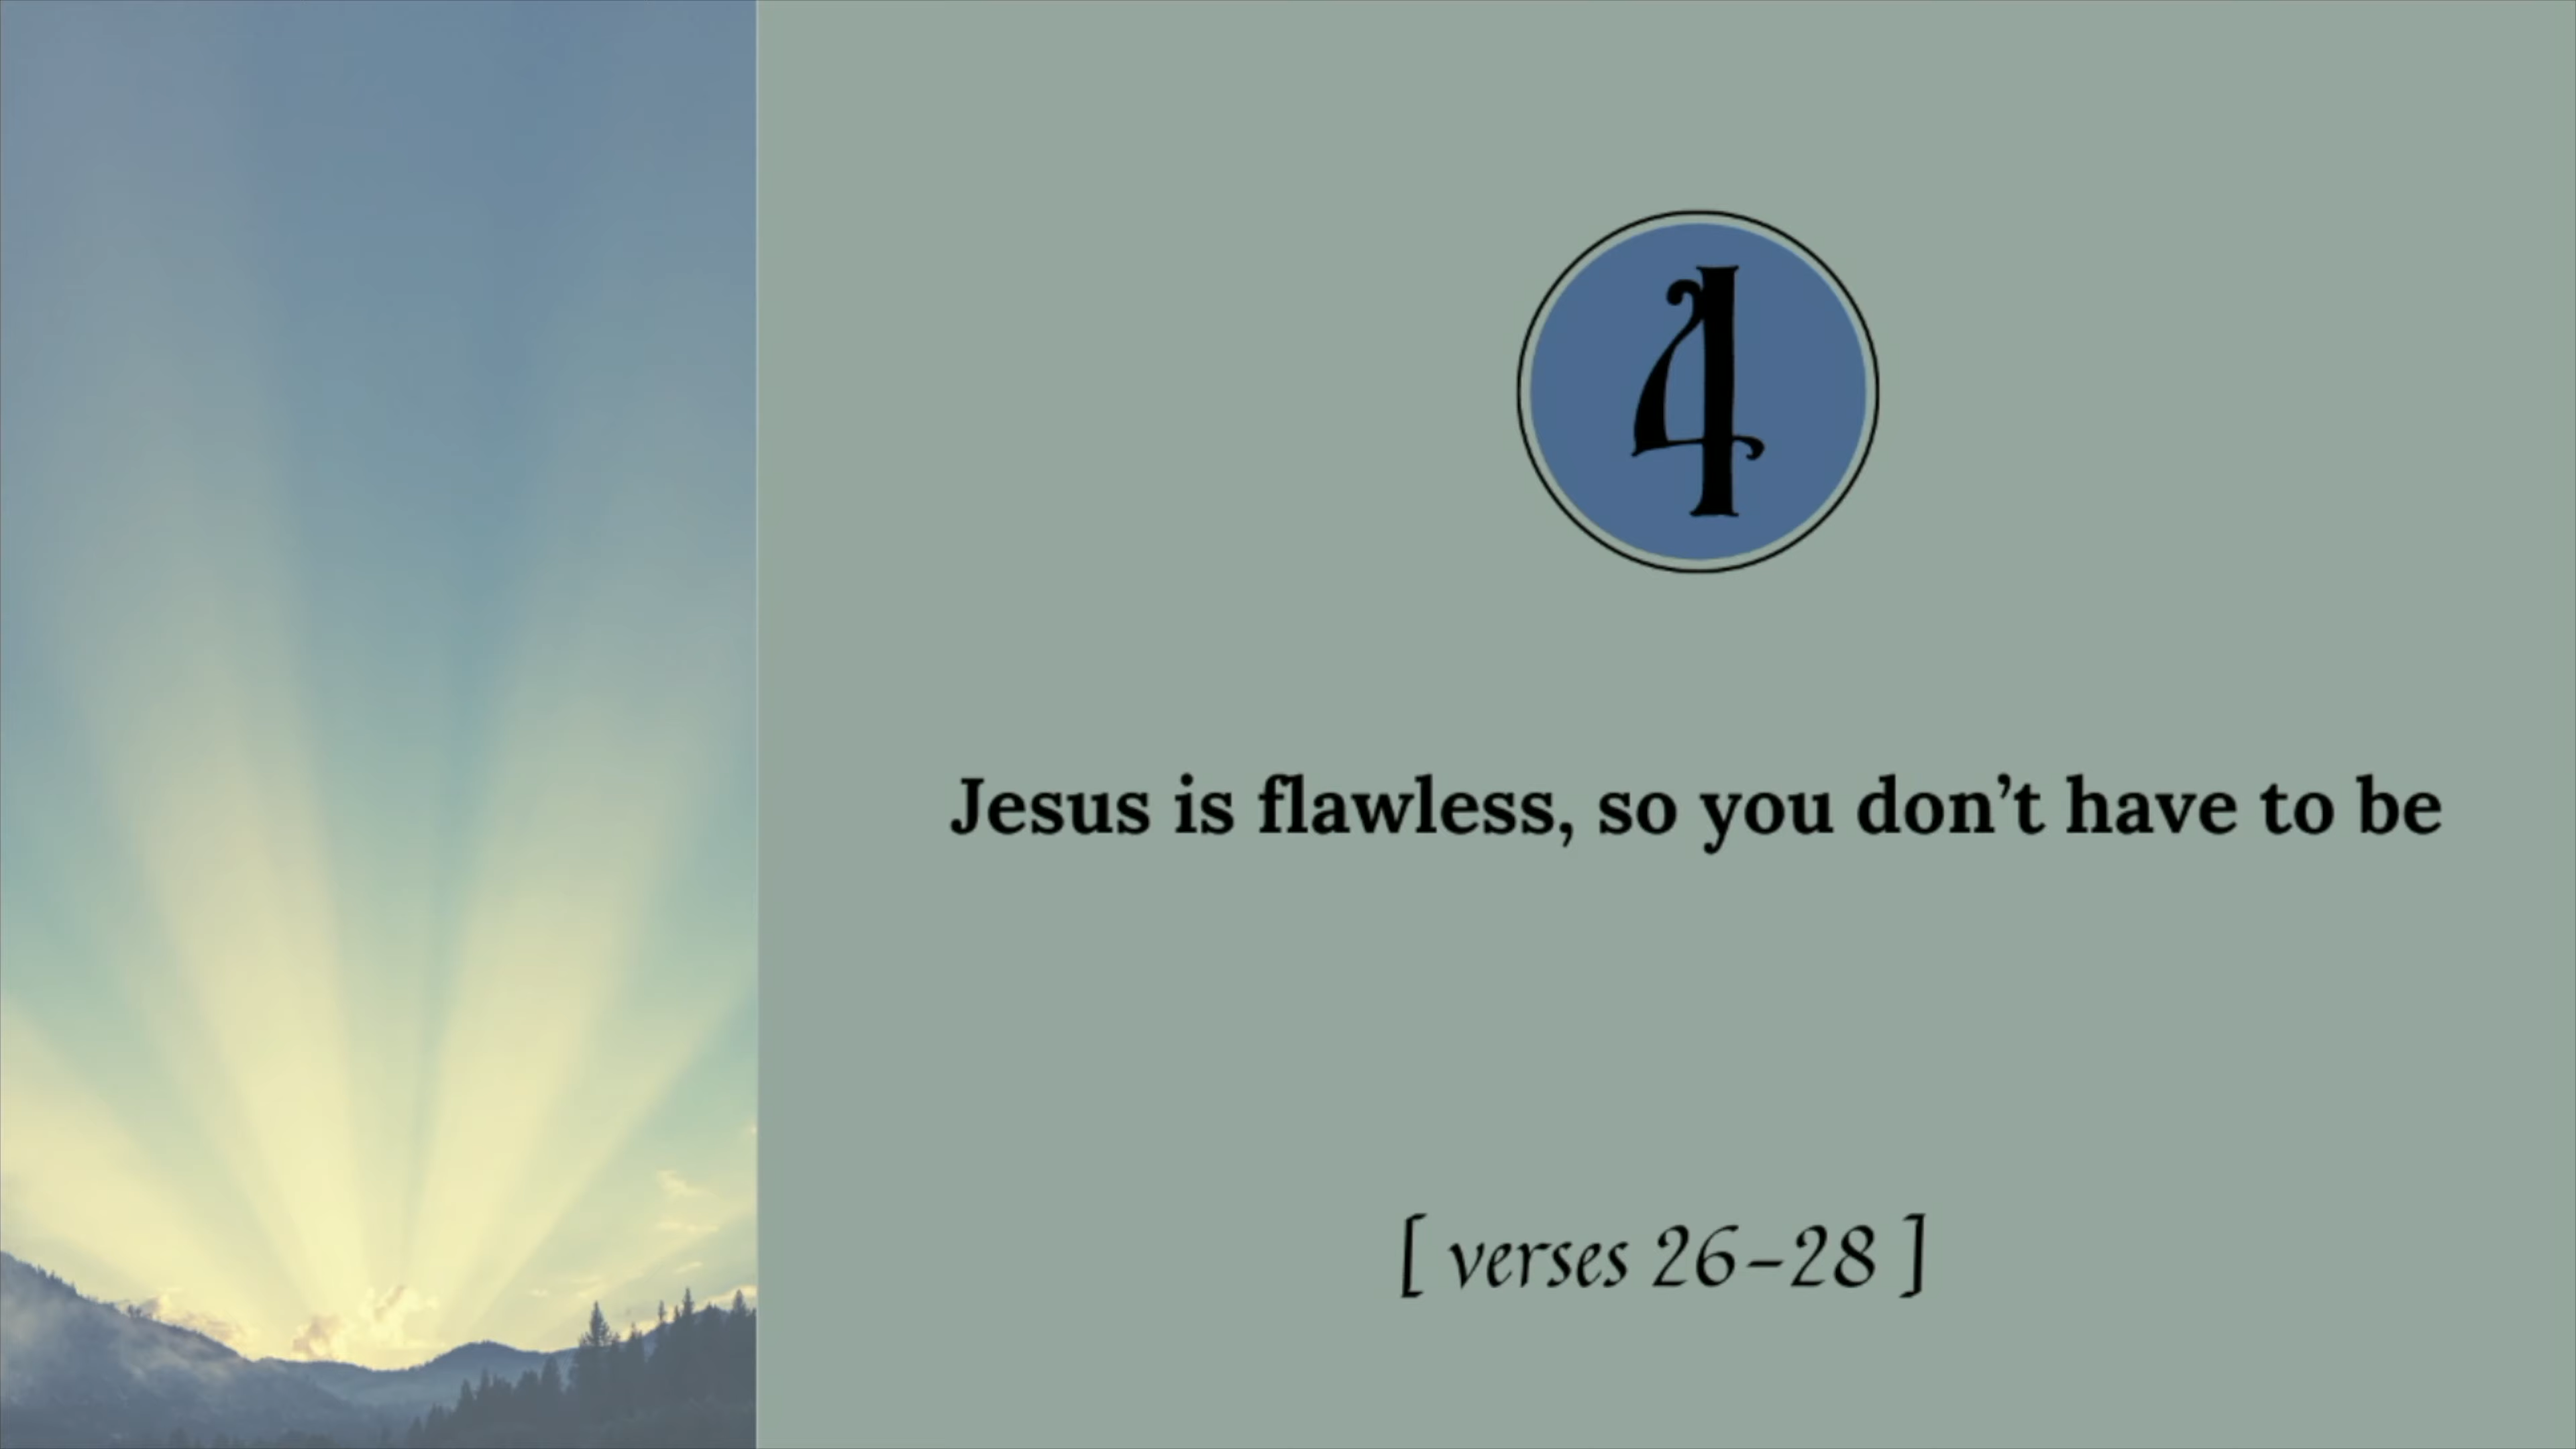 4
Jesus is flawless, so you don’t have to be
[ verses 26–28 ]